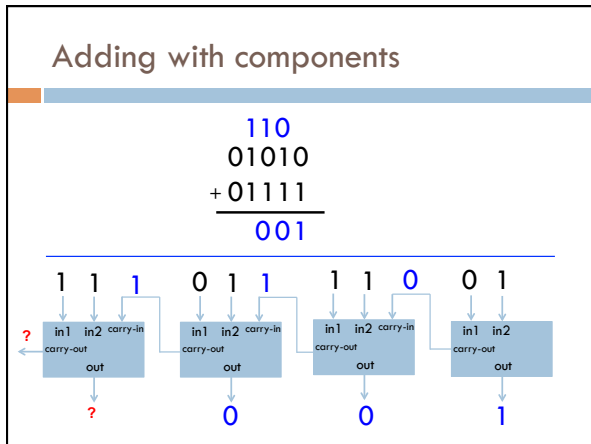 Adding with components
110
01010
+ 01111
001
1 1 1 0 1 1 1 1 0 0 1
in1 in2 carry-in in1 in2 carry-in in1 in2 carry-in in1 in2
? carry-out carry-out carry-out carry-out
out out out out
? 0 0 1